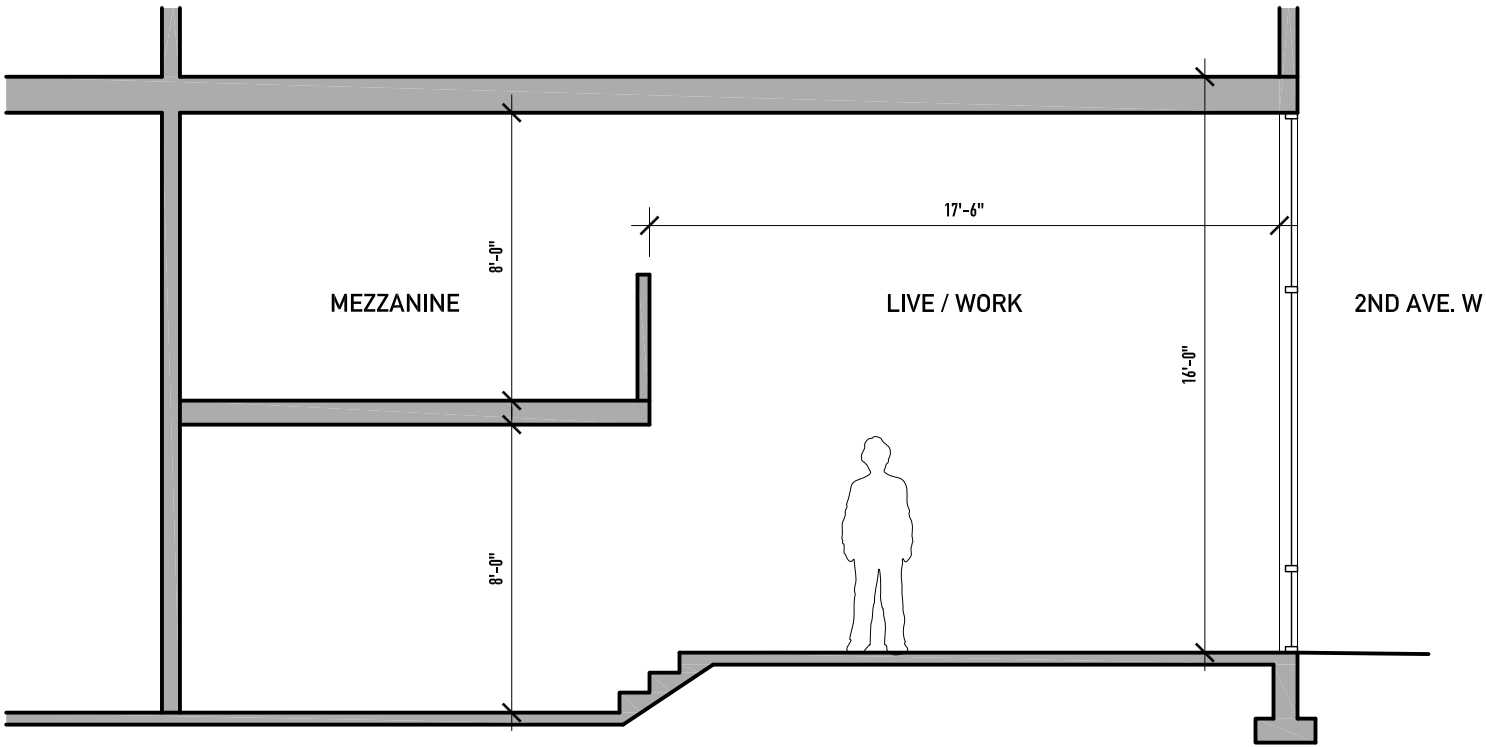 17'-6"
8'-0"
MEZZANINE
LIVE / WORK
2ND AVE. W
16'-0"
8'-0"